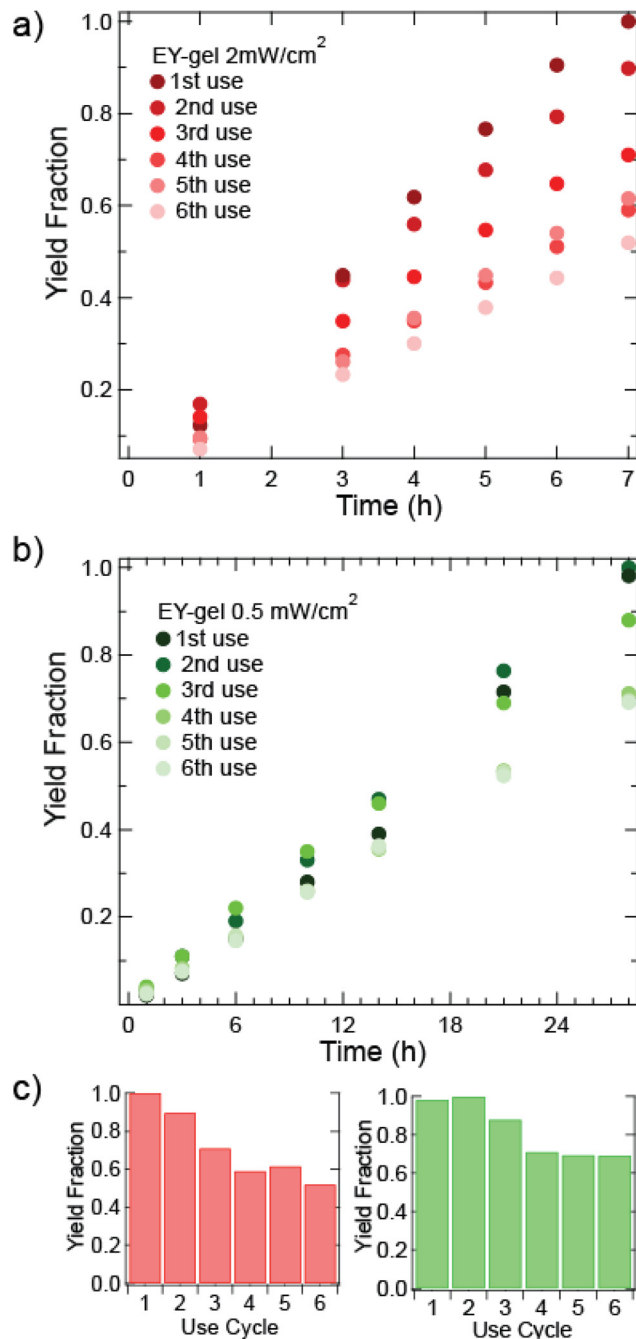 a)
EY-gel 2mW/cm²
1st use
2nd use
3rd use
4th use
5th use
6th use
Yield Fraction
1.0
0.8
0.6
0.4
0.2
0 1 2 3 4 5 6 7
Time (h)
b)
EY-gel 0.5 mW/cm²
1st use
2nd use
3rd use
4th use
5th use
6th use
Yield Fraction
1.0
0.8
0.6
0.4
0.2
0 6 12 18 24
Time (h)
c)
Yield Fraction
1.0
0.8
0.6
0.4
0.2
0.0
1 2 3 4 5 6
Use Cycle
Yield Fraction
1.0
0.8
0.6
0.4
0.2
0.0
1 2 3 4 5 6
Use Cycle